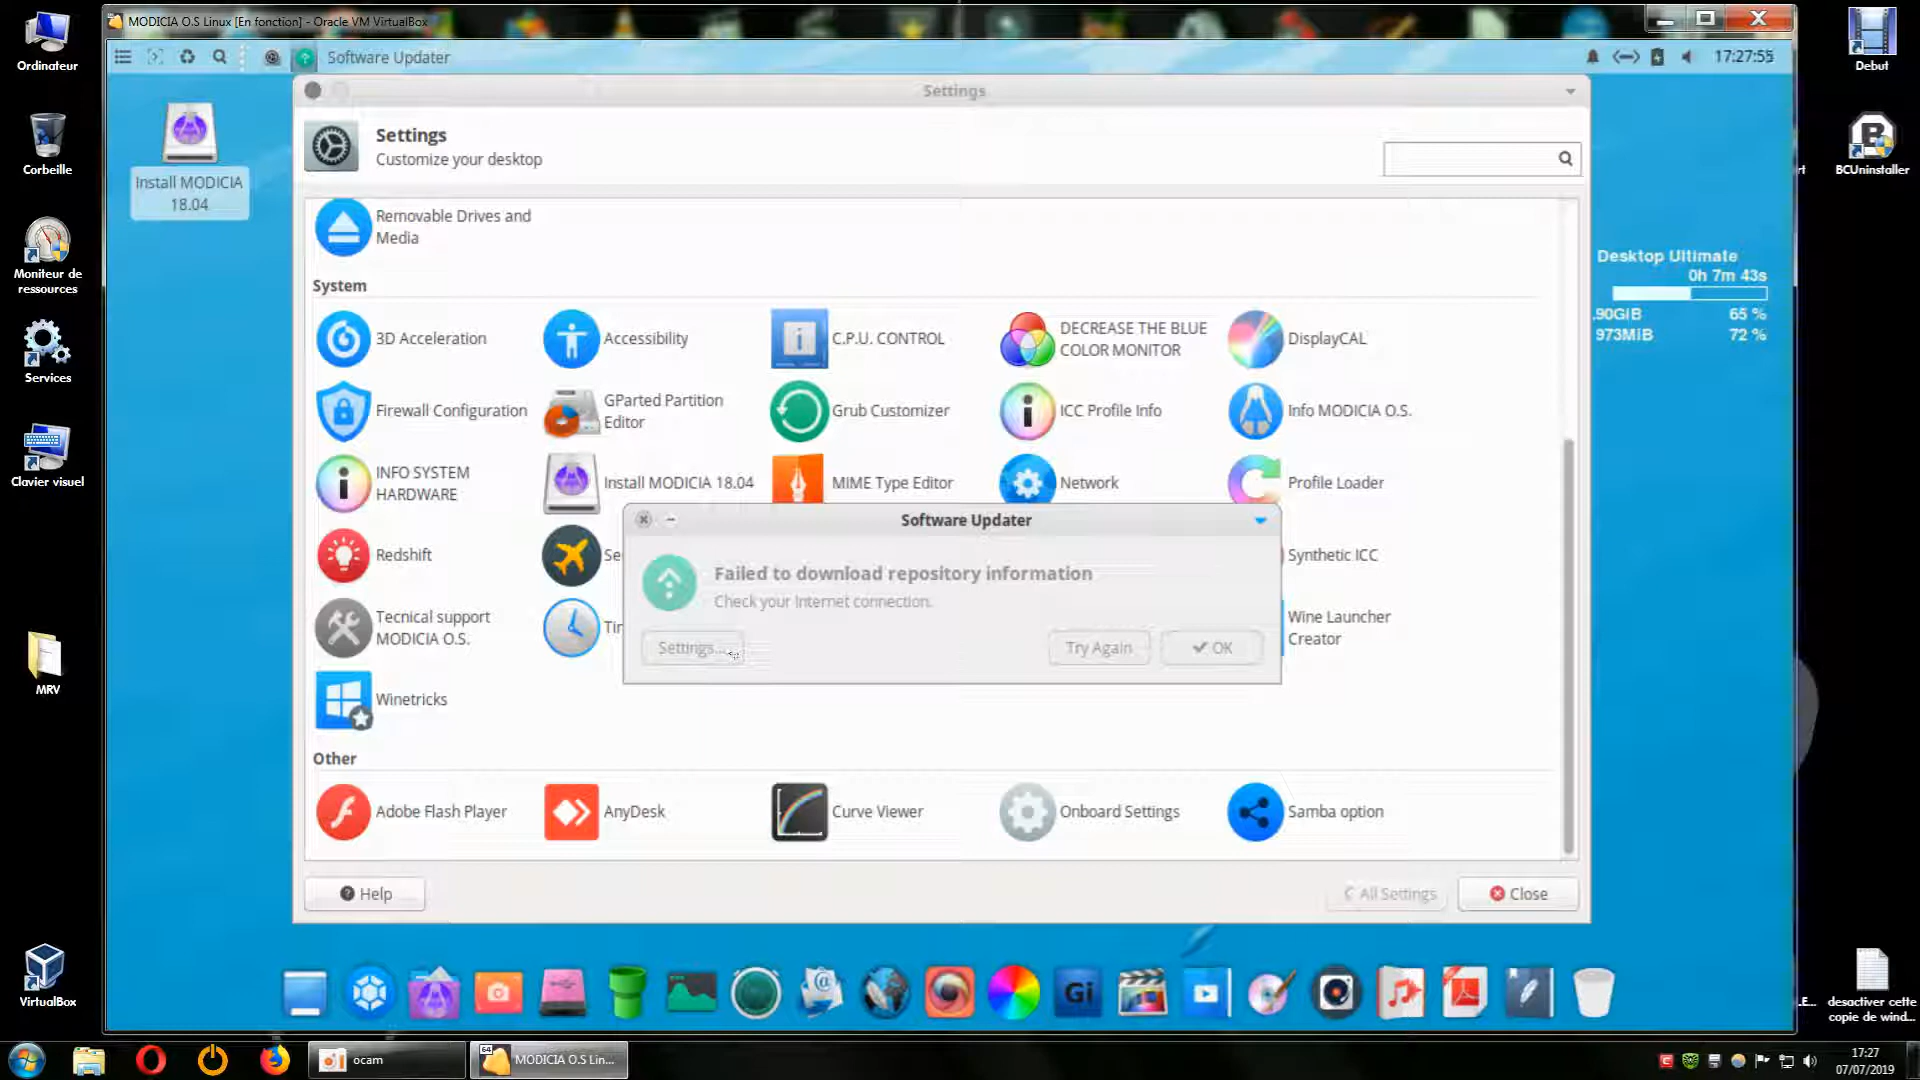 MODICIA O.S Linux [En fonction] - Oracle VM VirtualBox
Ordinateur
Corbeille
Moniteur de
ressources
Services
Clavier visuel
MRV
VirtualBox
Software Updater
17:27:55
Install MODICIA
18.04
Settings
Settings
Customize your desktop
Removable Drives and
Media
System
3D Acceleration
Accessibility
C.P.U. CONTROL
DECREASE THE BLUE
COLOR MONITOR
DisplayCAL
Firewall Configuration
GParted Partition
Editor
Grub Customizer
ICC Profile Info
Info MODICIA O.S.
INFO SYSTEM
HARDWARE
Install MODICIA 18.04
MIME Type Editor
Network
Profile Loader
Redshift
Se
Synthetic ICC
Tecnical support
MODICIA O.S.
Tin
Wine Launcher
Creator
Winetricks
Software Updater
Failed to download repository information
Check your Internet connection.
Settings...
Try Again
OK
Other
Adobe Flash Player
AnyDesk
Curve Viewer
Onboard Settings
Samba option
Help
All Settings
Close
Desktop Ultimate
0h 7m 43s
.90GiB 65 %
973MiB 72 %
Gi
Debut
BCUninstaller
rt
.E...
desactiver cette
copie de wind...
ocam
64
MODICIA O.S Lin...
17:27
07/07/2019